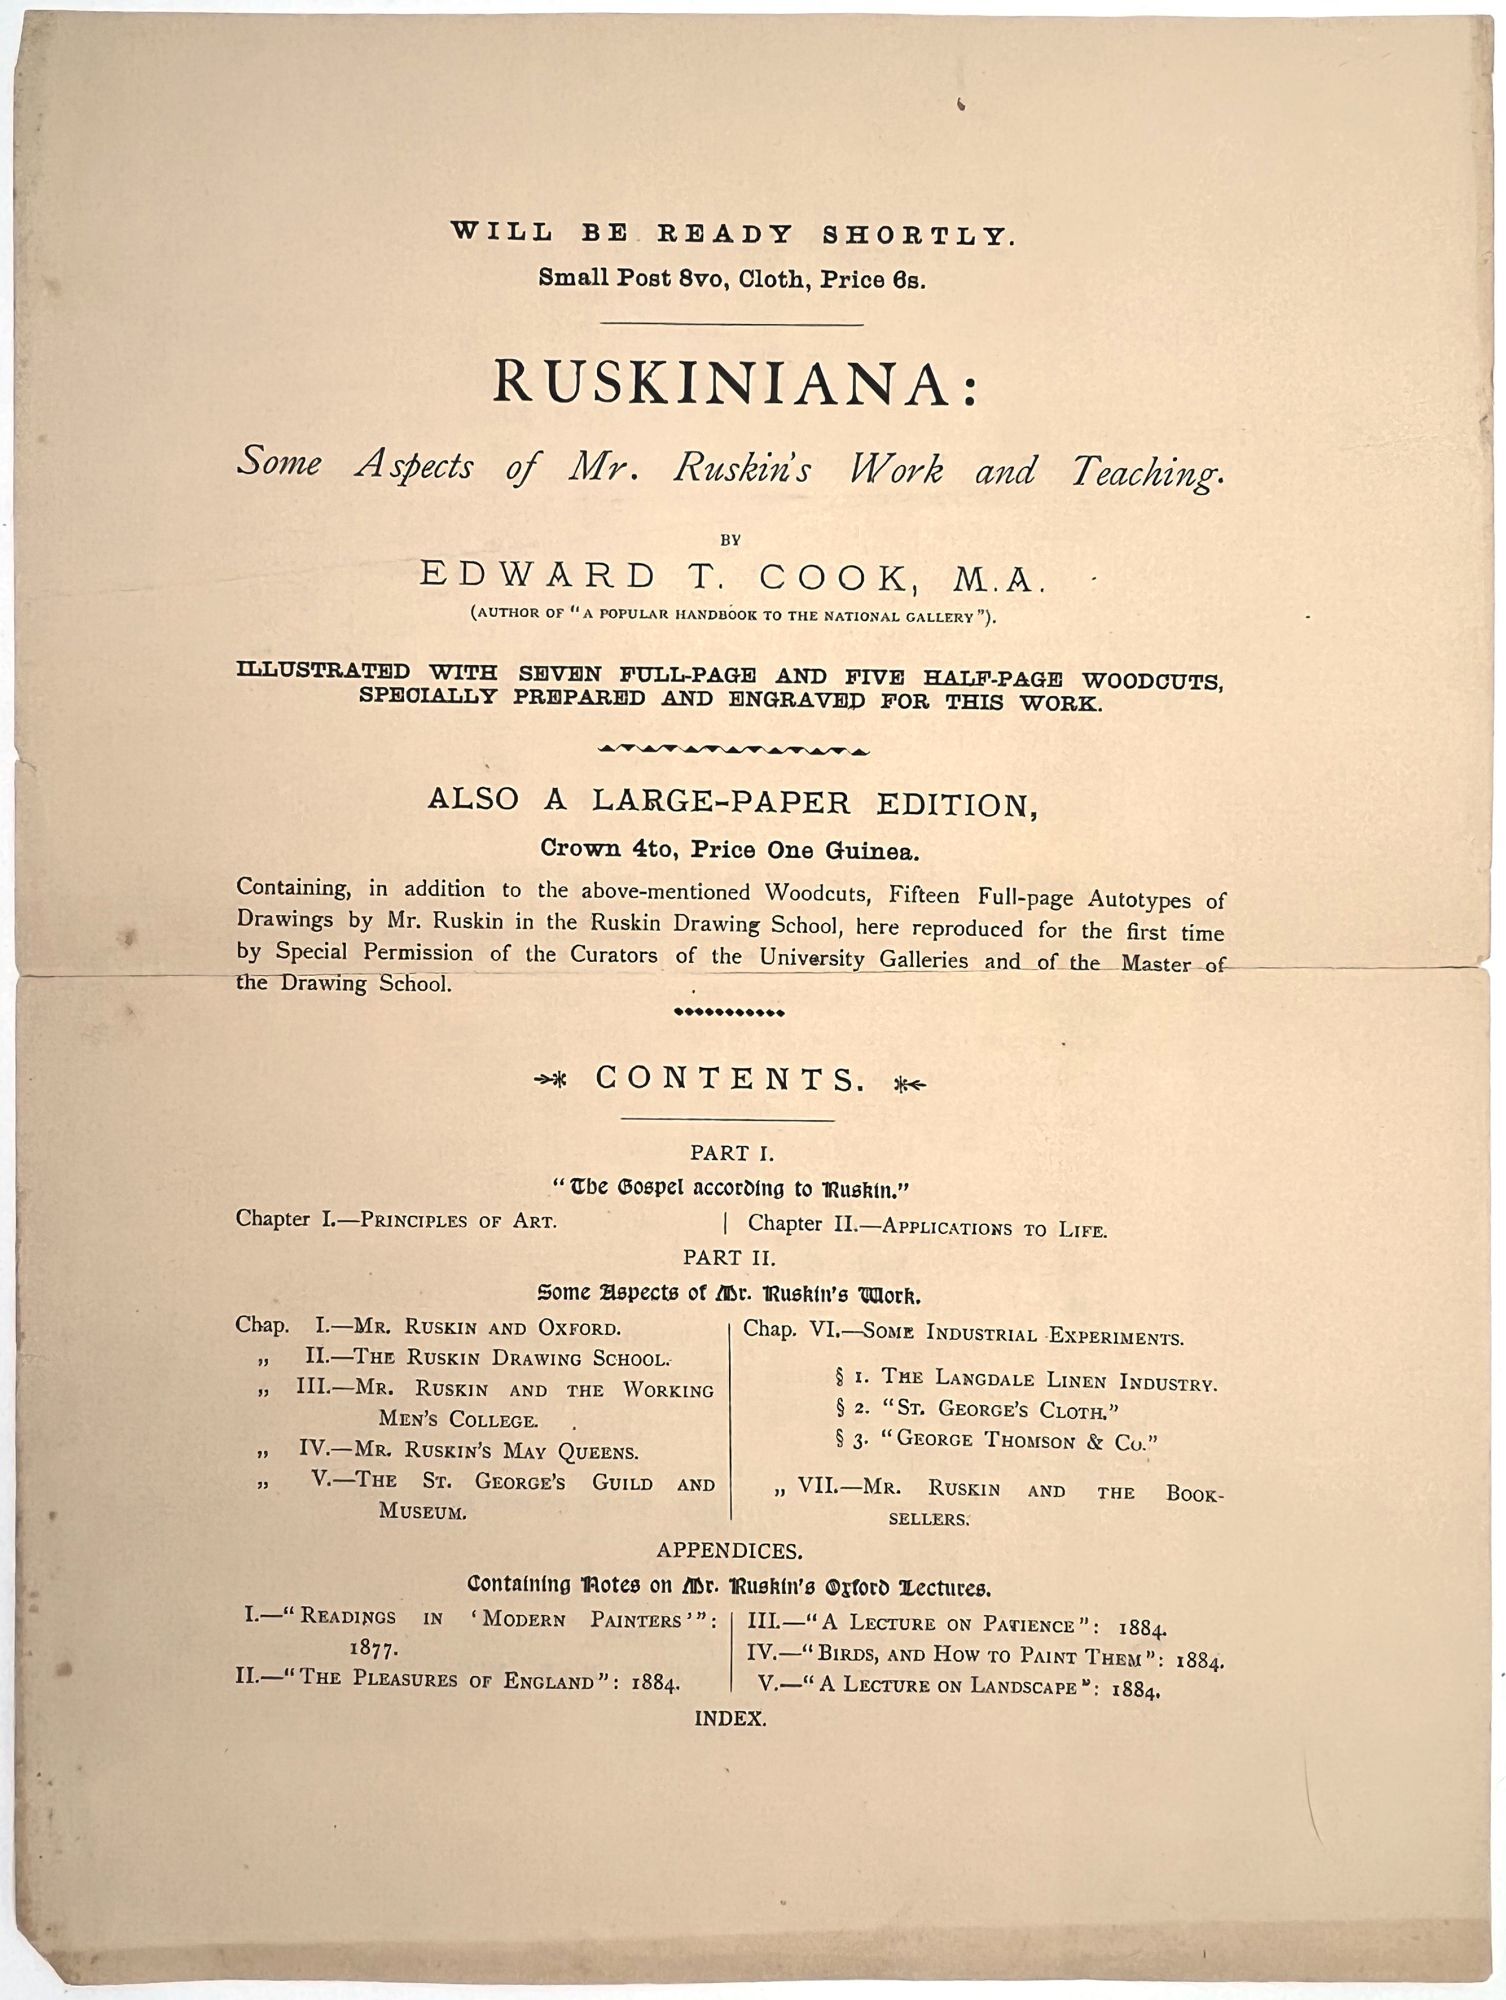 WILL BE READY SHORTLY.
Small Post 8vo, Cloth, Price 6s.
RUSKINIANA:
Some Aspects of Mr. Ruskin's Work and Teaching.
BY
EDWARD T. COOK, M.A.
(AUTHOR OF "A POPULAR HANDBOOK TO THE NATIONAL GALLERY").
ILLUSTRATED WITH SEVEN FULL-PAGE AND FIVE HALF-PAGE WOODCUTS,
SPECIALLY PREPARED AND ENGRAVED FOR THIS WORK.
ALSO A LARGE-PAPER EDITION,
Crown 4to, Price One Guinea.
Containing, in addition to the above-mentioned Woodcuts, Fifteen Full-page Autotypes of
Drawings by Mr. Ruskin in the Ruskin Drawing School, here reproduced for the first time
by Special Permission of the Curators of the University Galleries and of the Master of
the Drawing School.
CONTENTS.
PART I.
"The Gospel according to Ruskin."
Chapter I.—PRINCIPLES OF ART.
Chapter II.—APPLICATIONS TO LIFE.
PART II.
Some Aspects of Mr. Ruskin's Work.
Chap. I.—MR. RUSKIN AND OXFORD.
„ II.—THE RUSKIN DRAWING SCHOOL.
„ III.—MR. RUSKIN AND THE WORKING
MEN'S COLLEGE.
„ IV.—MR. RUSKIN'S MAY QUEENS.
„ V.—THE ST. GEORGE'S GUILD AND
MUSEUM.
Chap. VI.—SOME INDUSTRIAL EXPERIMENTS.
§ 1. THE LANGDALE LINEN INDUSTRY.
§ 2. "ST. GEORGE'S CLOTH."
§ 3. "GEORGE THOMSON & CO."
„ VII.—MR. RUSKIN AND THE BOOK-
SELLERS.
APPENDICES.
Containing Notes on Mr. Ruskin's Oxford Lectures.
I.—"READINGS IN 'MODERN PAINTERS'":
1877.
II.—"THE PLEASURES OF ENGLAND": 1884.
III.—"A LECTURE ON PATIENCE": 1884.
IV.—"BIRDS, AND HOW TO PAINT THEM": 1884.
V.—"A LECTURE ON LANDSCAPE": 1884.
INDEX.